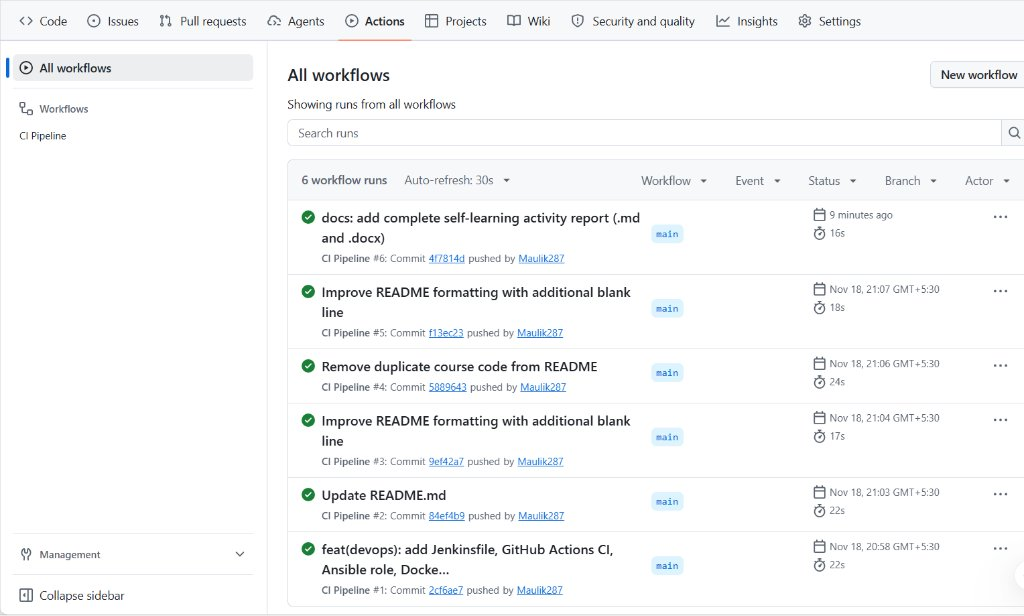 Code Issues Pull requests Agents Actions Projects Wiki Security and quality Insights Settings
All workflows
Workflows
CI Pipeline
Management
Collapse sidebar
All workflows
New workflow
Showing runs from all workflows
Search runs
6 workflow runs Auto-refresh: 30s Workflow Event Status Branch Actor
docs: add complete self-learning activity report (.md
and .docx)
CI Pipeline #6: Commit 4f7814d pushed by Maulik287
main
9 minutes ago
16s
Improve README formatting with additional blank
line
CI Pipeline #5: Commit f13ec23 pushed by Maulik287
main
Nov 18, 21:07 GMT+5:30
18s
Remove duplicate course code from README
CI Pipeline #4: Commit 5889643 pushed by Maulik287
main
Nov 18, 21:06 GMT+5:30
24s
Improve README formatting with additional blank
line
CI Pipeline #3: Commit 9ef42a7 pushed by Maulik287
main
Nov 18, 21:04 GMT+5:30
17s
Update README.md
CI Pipeline #2: Commit 84ef4b9 pushed by Maulik287
main
Nov 18, 21:03 GMT+5:30
22s
feat(devops): add Jenkinsfile, GitHub Actions CI,
Ansible role, Docke...
CI Pipeline #1: Commit 2cf6ae7 pushed by Maulik287
main
Nov 18, 20:58 GMT+5:30
22s